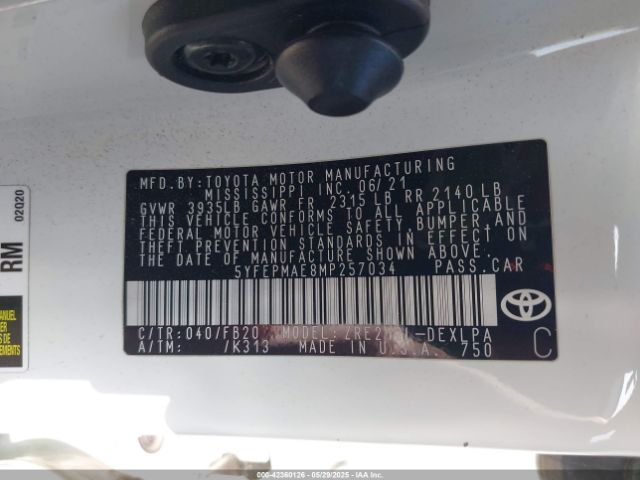 MFD.BY: TOYOTA MOTOR MANUFACTURING
MISSISSIPPI INC. 06/21
GVWR 3935LB GAWR FR 2315 LB RR 2140 LB
THIS VEHICLE CONFORMS TO ALL APPLICABLE
FEDERAL MOTOR VEHICLE SAFETY, BUMPER, AND
THEFT PREVENTION STANDARDS IN EFFECT ON
THE DATE OF MANUFACTURE SHOWN ABOVE.
5YFEPMAE8MP257034 PASS.CAR
C/TR: 040/FB20 MODEL: -DEXLPA
A/TM: /K313 MADE IN U.S.A. 750
C
02020
RM
MANUEL
000-42360126 - 05/29/2025 - IAA Inc.